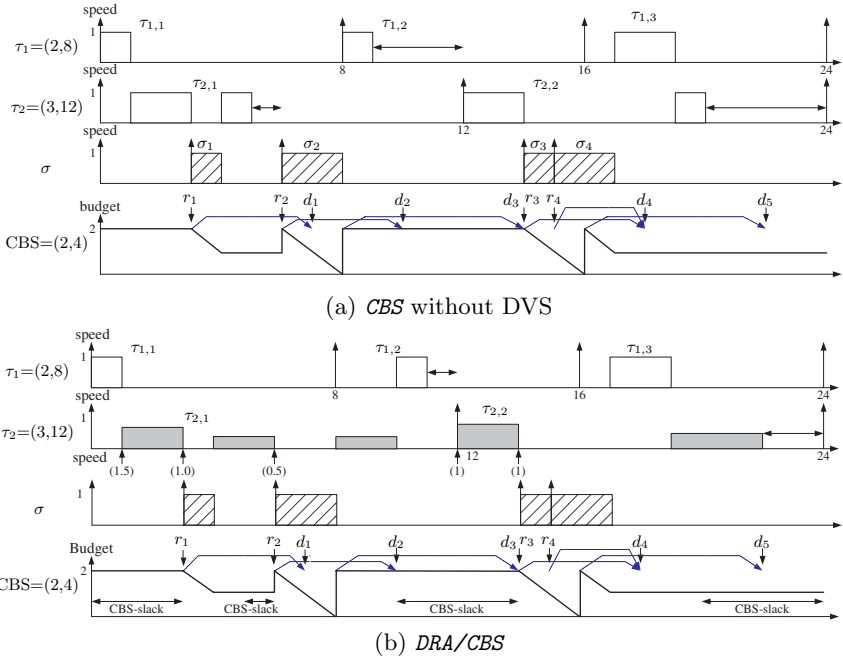 speed
1
τ1,1
τ1,2
τ1,3
τ1=(2,8)
8
16
24
speed
1
τ2,1
τ2,2
τ2=(3,12)
12
24
speed
1
σ1
σ2
σ3
σ4
σ
budget
r1
r2
d1
d2
d3
r3
r4
d4
d5
2
CBS=(2,4)
(a) CBS without DVS
speed
1
τ1,1
τ1,2
τ1,3
τ1=(2,8)
8
16
24
speed
1
τ2,1
τ2,2
τ2=(3,12)
12
24
speed
(1.5)
(1.0)
(0.5)
(1)
(1)
1
σ
Budget
r1
r2
d1
d2
d3
r3
r4
d4
d5
2
CBS=(2,4)
CBS-slack
CBS-slack
CBS-slack
CBS-slack
(b) DRA/CBS